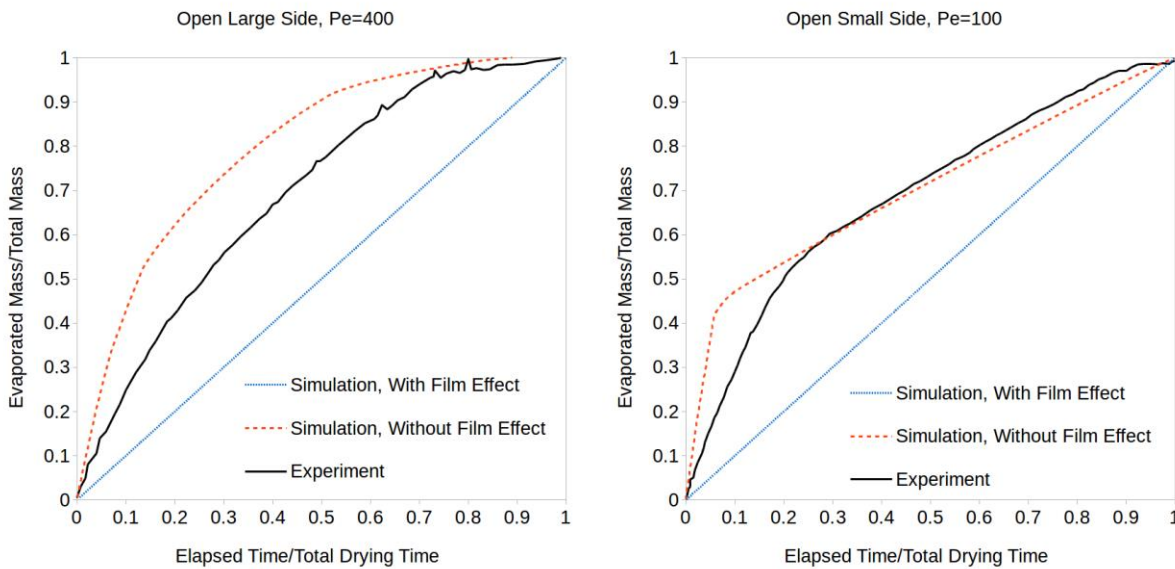 Open Large Side, Pe=400
Evaporated Mass/Total Mass
1
0.9
0.8
0.7
0.6
0.5
0.4
0.3
0.2
0.1
0
Simulation, With Film Effect
Simulation, Without Film Effect
Experiment
0 0.1 0.2 0.3 0.4 0.5 0.6 0.7 0.8 0.9 1
Elapsed Time/Total Drying Time
Open Small Side, Pe=100
Evaporated Mass/Total Mass
1
0.9
0.8
0.7
0.6
0.5
0.4
0.3
0.2
0.1
0
Simulation, With Film Effect
Simulation, Without Film Effect
Experiment
0 0.1 0.2 0.3 0.4 0.5 0.6 0.7 0.8 0.9 1
Elapsed Time/Total Drying Time